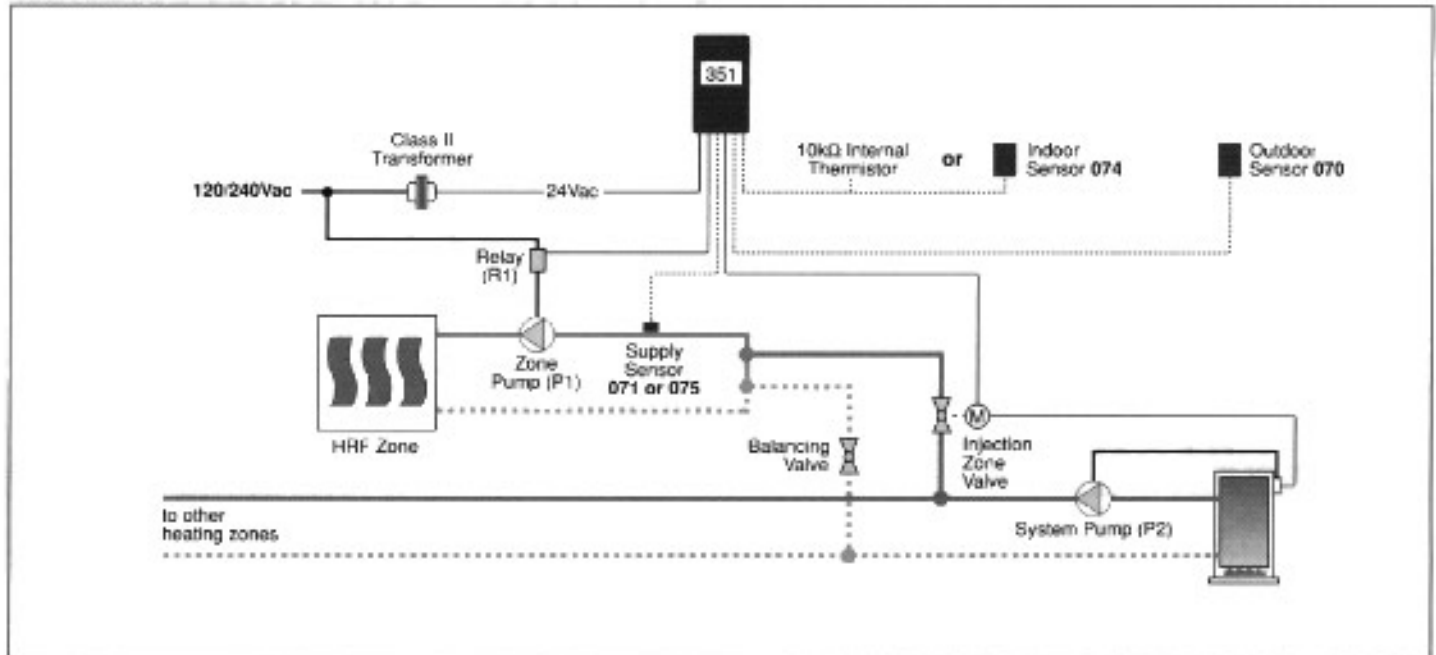 351
Class II
Transformer
10kΩ Internal
Thermistor
or
Indoor
Sensor 074
Outdoor
Sensor 070
120/240Vac
24Vac
Relay
(R1)
Zone
Pump (P1)
Supply
Sensor
071 or 075
HRF Zone
Balancing
Valve
M
Injection
Zone
Valve
to other
heating zones
System Pump (P2)